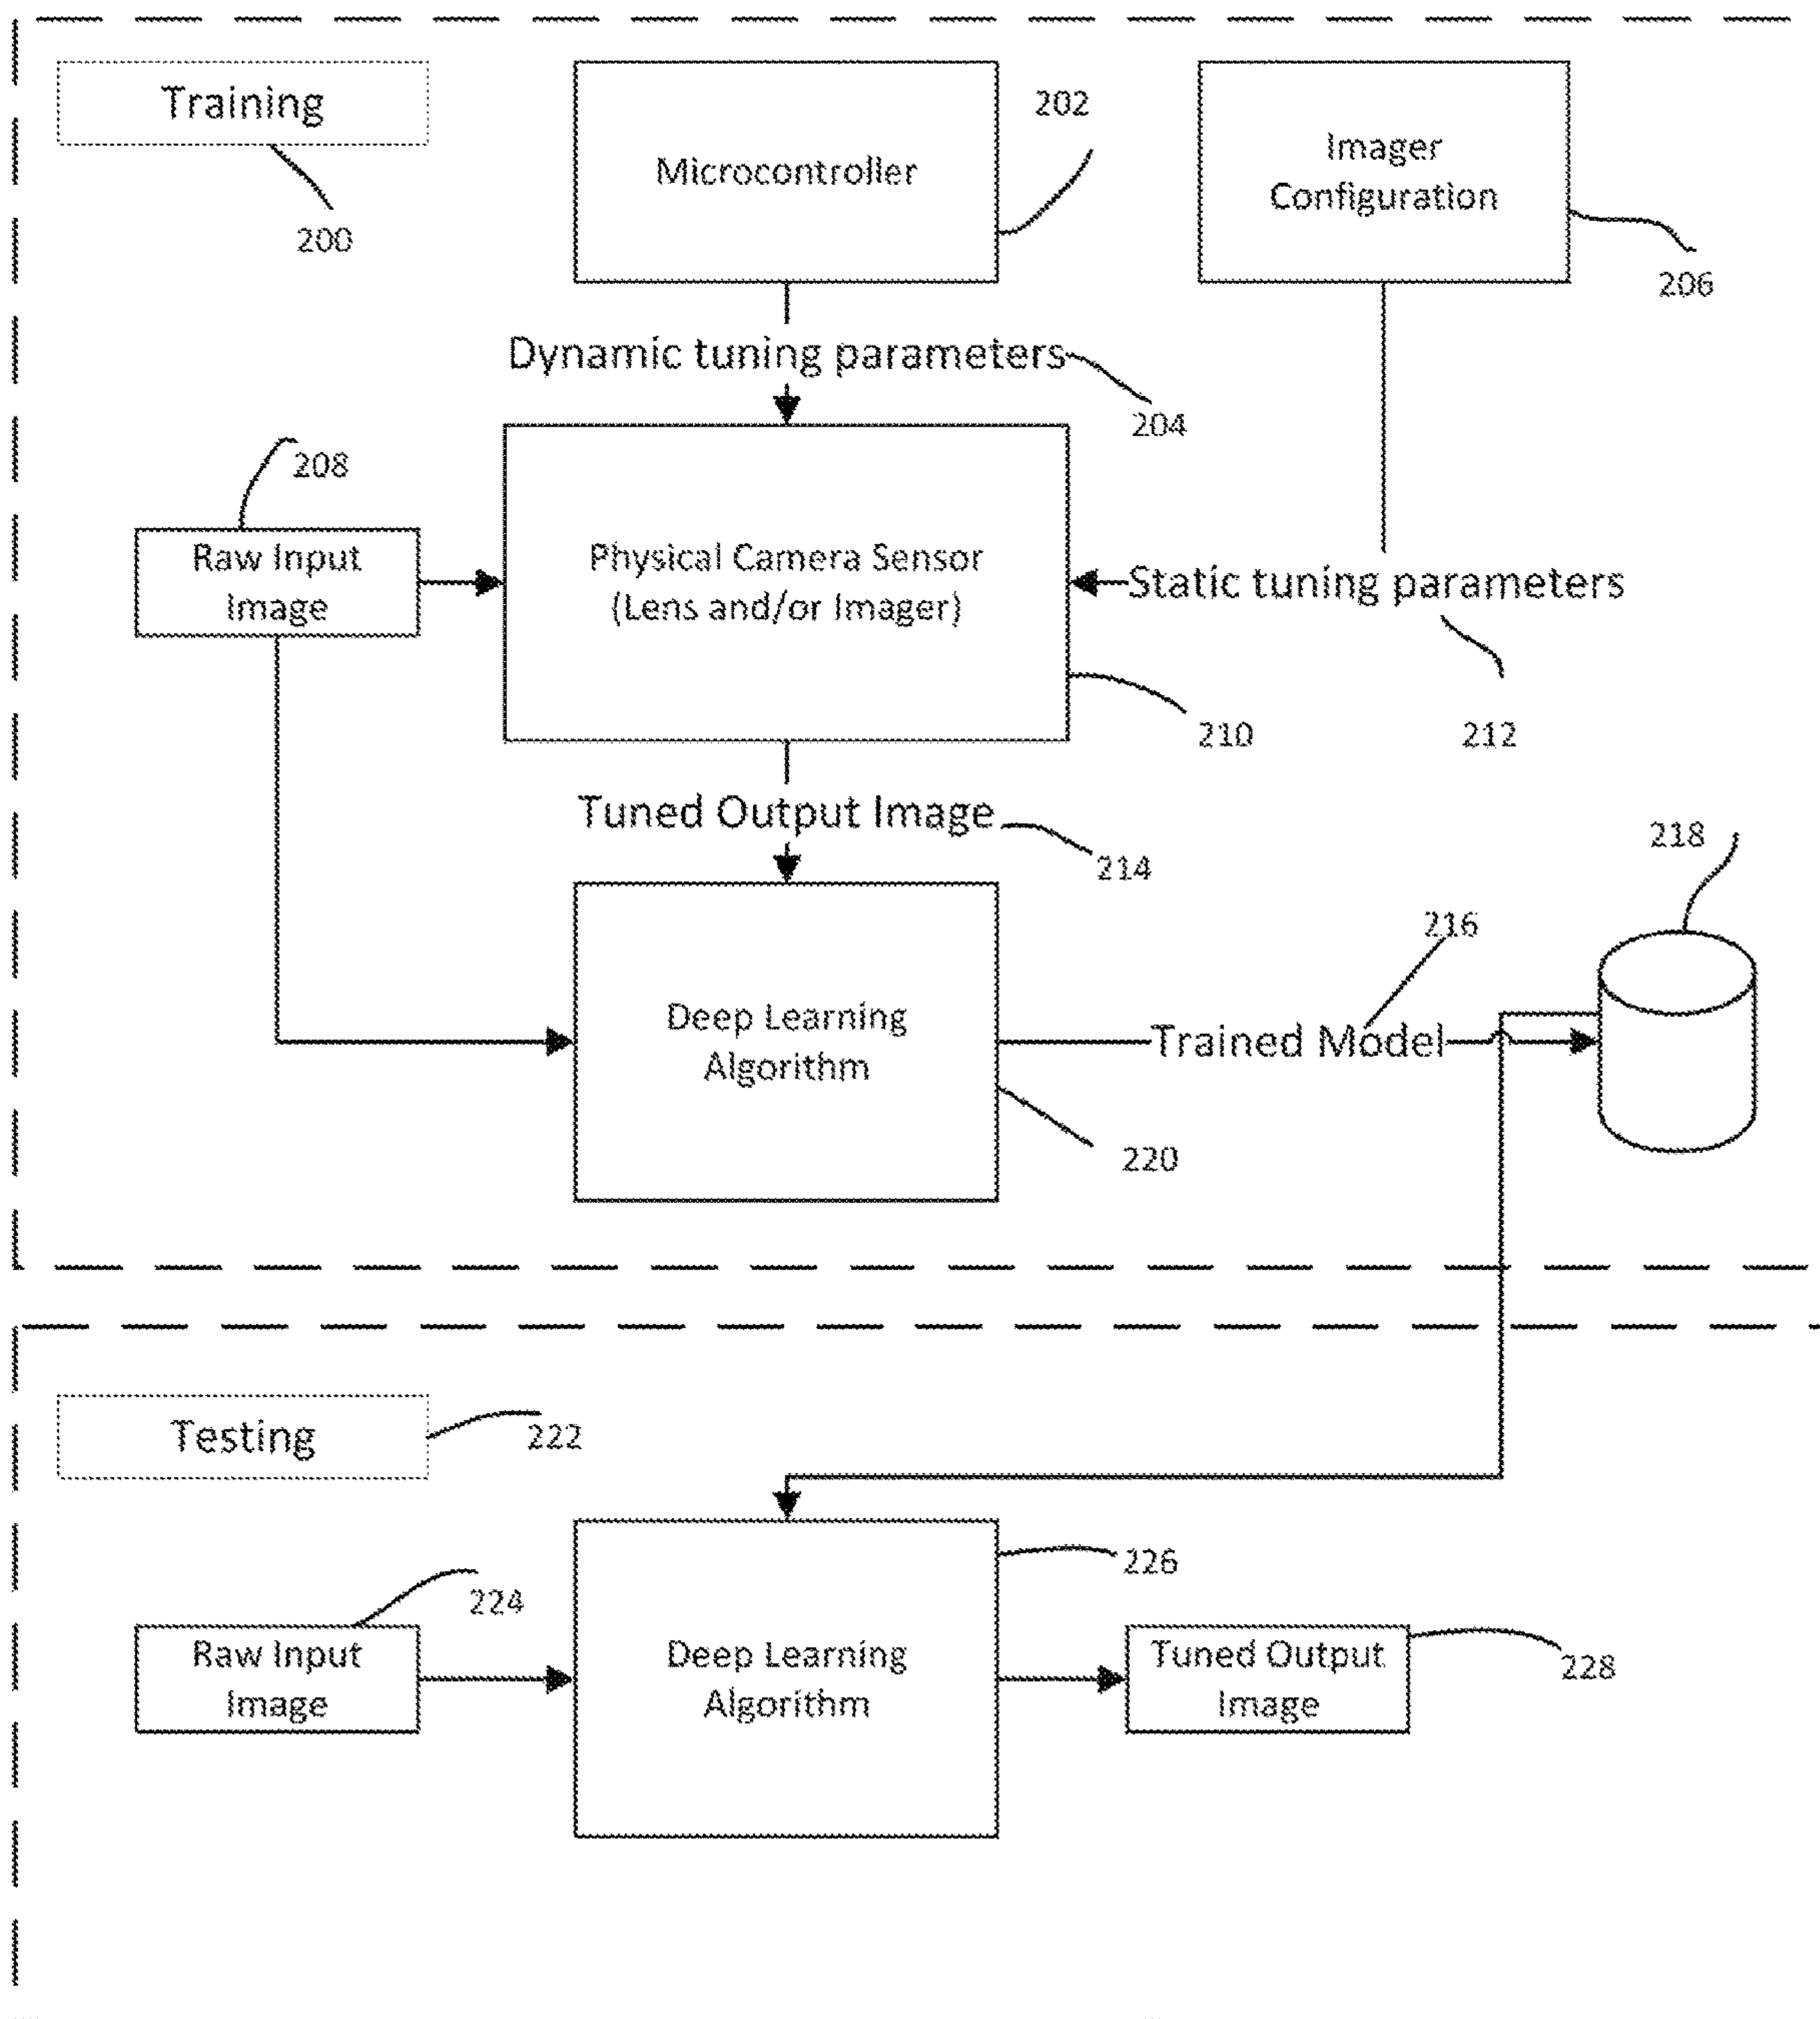 Training
200
Microcontroller
202
Imager
Configuration
206
Dynamic tuning parameters
204
208
Raw Input
Image
Physical Camera Sensor
(Lens and/or Imager)
210
Static tuning parameters
212
Tuned Output Image
214
218
216
Deep Learning
Algorithm
Trained Model
220
Testing
222
224
Raw Input
Image
Deep Learning
Algorithm
226
Tuned Output
Image
228